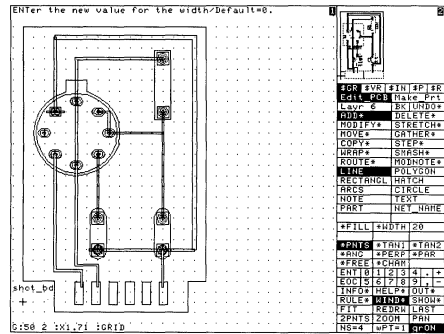 ENTer the new value for the width/Default=0.
1
2
$GR $VR $IN $P $R
Edit PCB Make Prt
Layr 6 BK UNDO*
ADD* DELETE*
MODIFY* STRETCH*
MOVE* GATHER*
COPY* STEP*
WRAP* SMASH*
ROUTE* MODNOTE*
LINE POLYGON
RECTANGL HATCH
ARCS CIRCLE
NOTE TEXT
PART NET_NAME
*FILL *WDTH 20
*PNTS *TAN1 *TAN2
*ANG *PERP *PAR
*FREE *CHAM
ENT 0 1 2 3 4 . +
EOC 5 6 7 8 9 , -
INFO* HELP* OUT*
RULE* WIND* SHOW*
FIT REDRW LAST
2PNTS ZOOM PAN
NS=4 wPT=1 grON*
shot_bd
G:50 2 :X1.71 :GRID